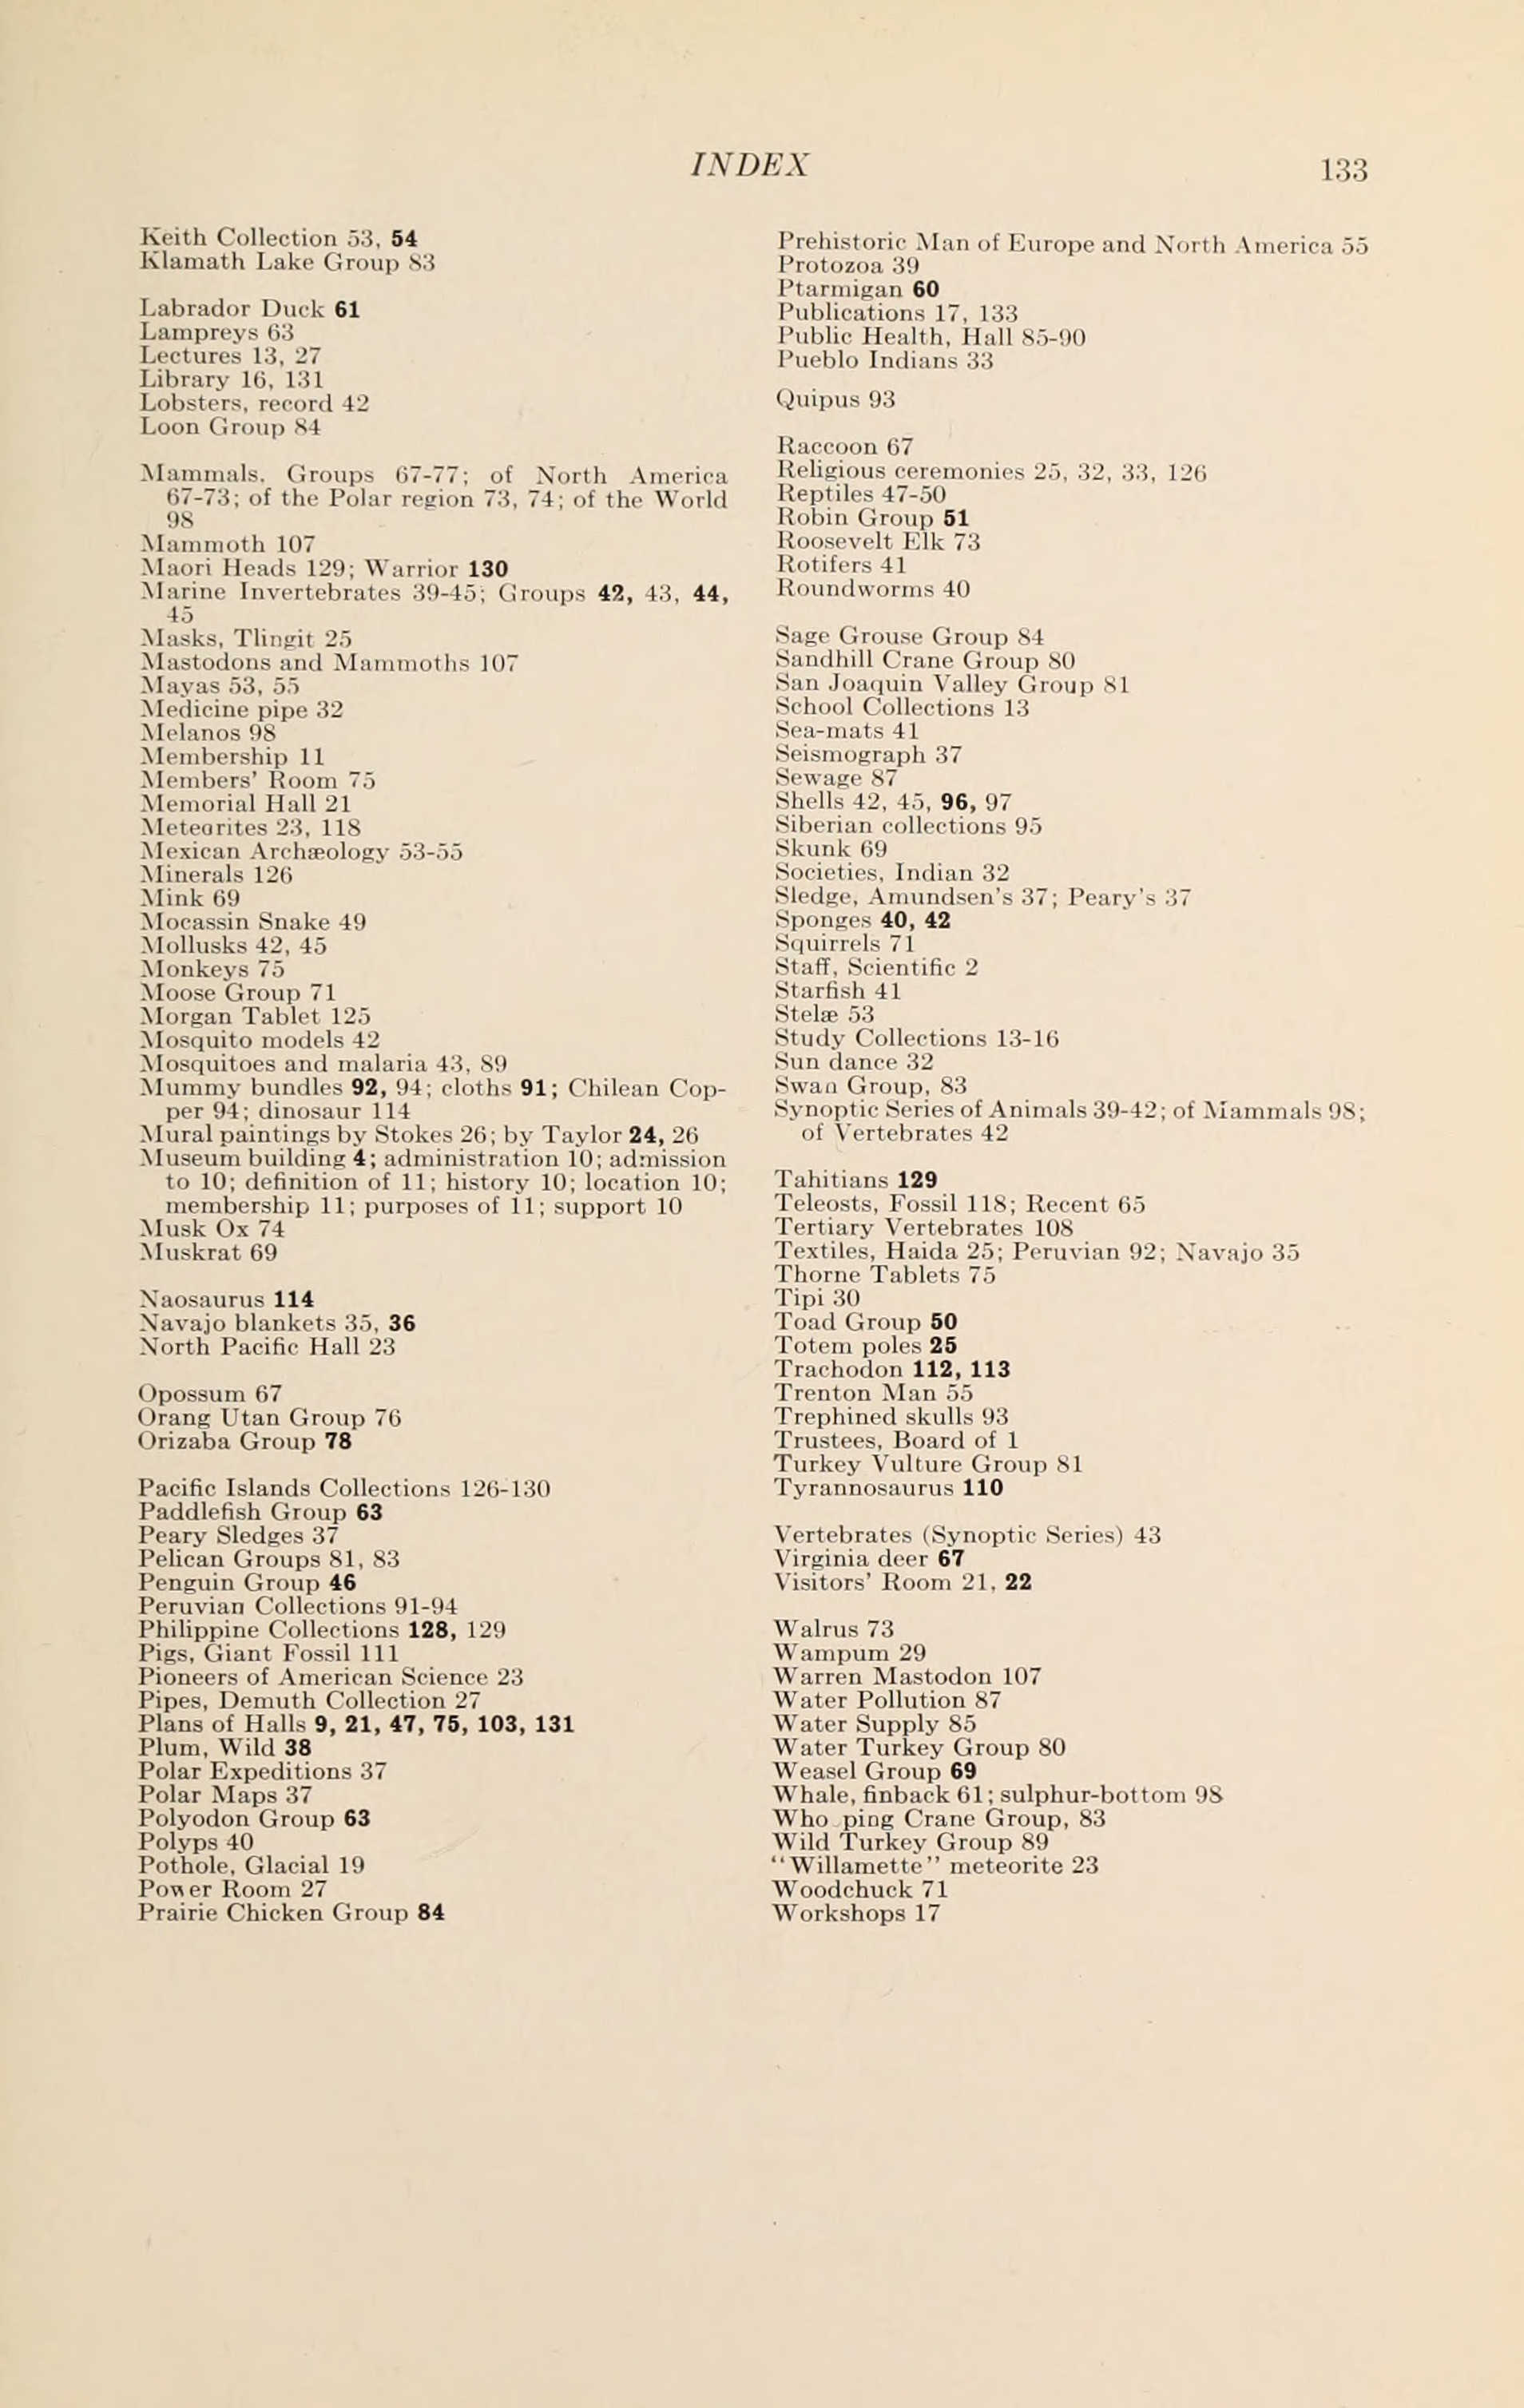 INDEX
133
Keith Collection 53, 54
Klamath Lake Group 83
Labrador Duck 61
Lampreys 63
Lectures 13, 27
Library 16, 131
Lobsters, record 42
Loon Group 84
Mammals, Groups 67-77; of North America
67-73; of the Polar region 73, 74; of the World
98
Mammoth 107
Maori Heads 129; Warrior 130
Marine Invertebrates 39-45; Groups 42, 43, 44,
45
Masks, Tlingit 25
Mastodons and Mammoths 107
Mayas 53, 55
Medicine pipe 32
Melanos 98
Membership 11
Members' Room 75
Memorial Hall 21
Meteorites 23, 118
Mexican Archæology 53-55
Minerals 126
Mink 69
Mocassin Snake 49
Mollusks 42, 45
Monkeys 75
Moose Group 71
Morgan Tablet 125
Mosquito models 42
Mosquitoes and malaria 43, 89
Mummy bundles 92, 94; cloths 91; Chilean Cop-
per 94; dinosaur 114
Mural paintings by Stokes 26; by Taylor 24, 26
Museum building 4; administration 10; admission
to 10; definition of 11; history 10; location 10;
membership 11; purposes of 11; support 10
Musk Ox 74
Muskrat 69
Naosaurus 114
Navajo blankets 35, 36
North Pacific Hall 23
Opossum 67
Orang Utan Group 76
Orizaba Group 78
Pacific Islands Collections 126-130
Paddlefish Group 63
Peary Sledges 37
Pelican Groups 81, 83
Penguin Group 46
Peruvian Collections 91-94
Philippine Collections 128, 129
Pigs, Giant Fossil 111
Pioneers of American Science 23
Pipes, Demuth Collection 27
Plans of Halls 9, 21, 47, 75, 103, 131
Plum, Wild 38
Polar Expeditions 37
Polar Maps 37
Polyodon Group 63
Polyps 40
Pothole, Glacial 19
Power Room 27
Prairie Chicken Group 84
Prehistoric Man of Europe and North America 55
Protozoa 39
Ptarmigan 60
Publications 17, 133
Public Health, Hall 85-90
Pueblo Indians 33
Quipus 93
Raccoon 67
Religious ceremonies 25, 32, 33, 126
Reptiles 47-50
Robin Group 51
Roosevelt Elk 73
Rotifers 41
Roundworms 40
Sage Grouse Group 84
Sandhill Crane Group 80
San Joaquin Valley Group 81
School Collections 13
Sea-mats 41
Seismograph 37
Sewage 87
Shells 42, 45, 96, 97
Siberian collections 95
Skunk 69
Societies, Indian 32
Sledge, Amundsen's 37; Peary's 37
Sponges 40, 42
Squirrels 71
Staff, Scientific 2
Starfish 41
Stelæ 53
Study Collections 13-16
Sun dance 32
Swan Group, 83
Synoptic Series of Animals 39-42; of Mammals 98;
of Vertebrates 42
Tahitians 129
Teleosts, Fossil 118; Recent 65
Tertiary Vertebrates 108
Textiles, Haida 25; Peruvian 92; Navajo 35
Thorne Tablets 75
Tipi 30
Toad Group 50
Totem poles 25
Trachodon 112, 113
Trenton Man 55
Trephined skulls 93
Trustees, Board of 1
Turkey Vulture Group 81
Tyrannosaurus 110
Vertebrates (Synoptic Series) 43
Virginia deer 67
Visitors' Room 21, 22
Walrus 73
Wampum 29
Warren Mastodon 107
Water Pollution 87
Water Supply 85
Water Turkey Group 80
Weasel Group 69
Whale, finback 61; sulphur-bottom 98
Who ping Crane Group, 83
Wild Turkey Group 89
"Willamette" meteorite 23
Woodchuck 71
Workshops 17